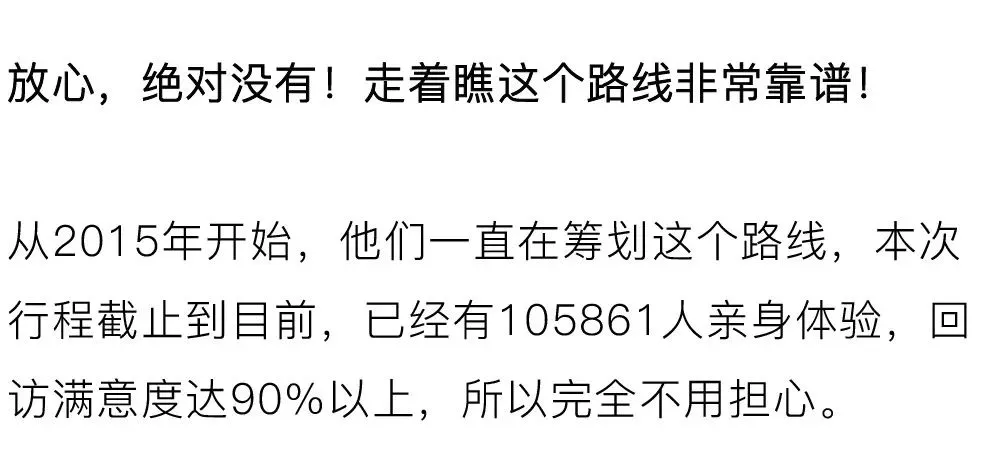 放心，绝对没有！走着瞧这个路线非常靠谱！
从2015年开始，他们一直在筹划这个路线，本次
行程截止到目前，已经有105861人亲身体验，回
访满意度达90%以上，所以完全不用担心。